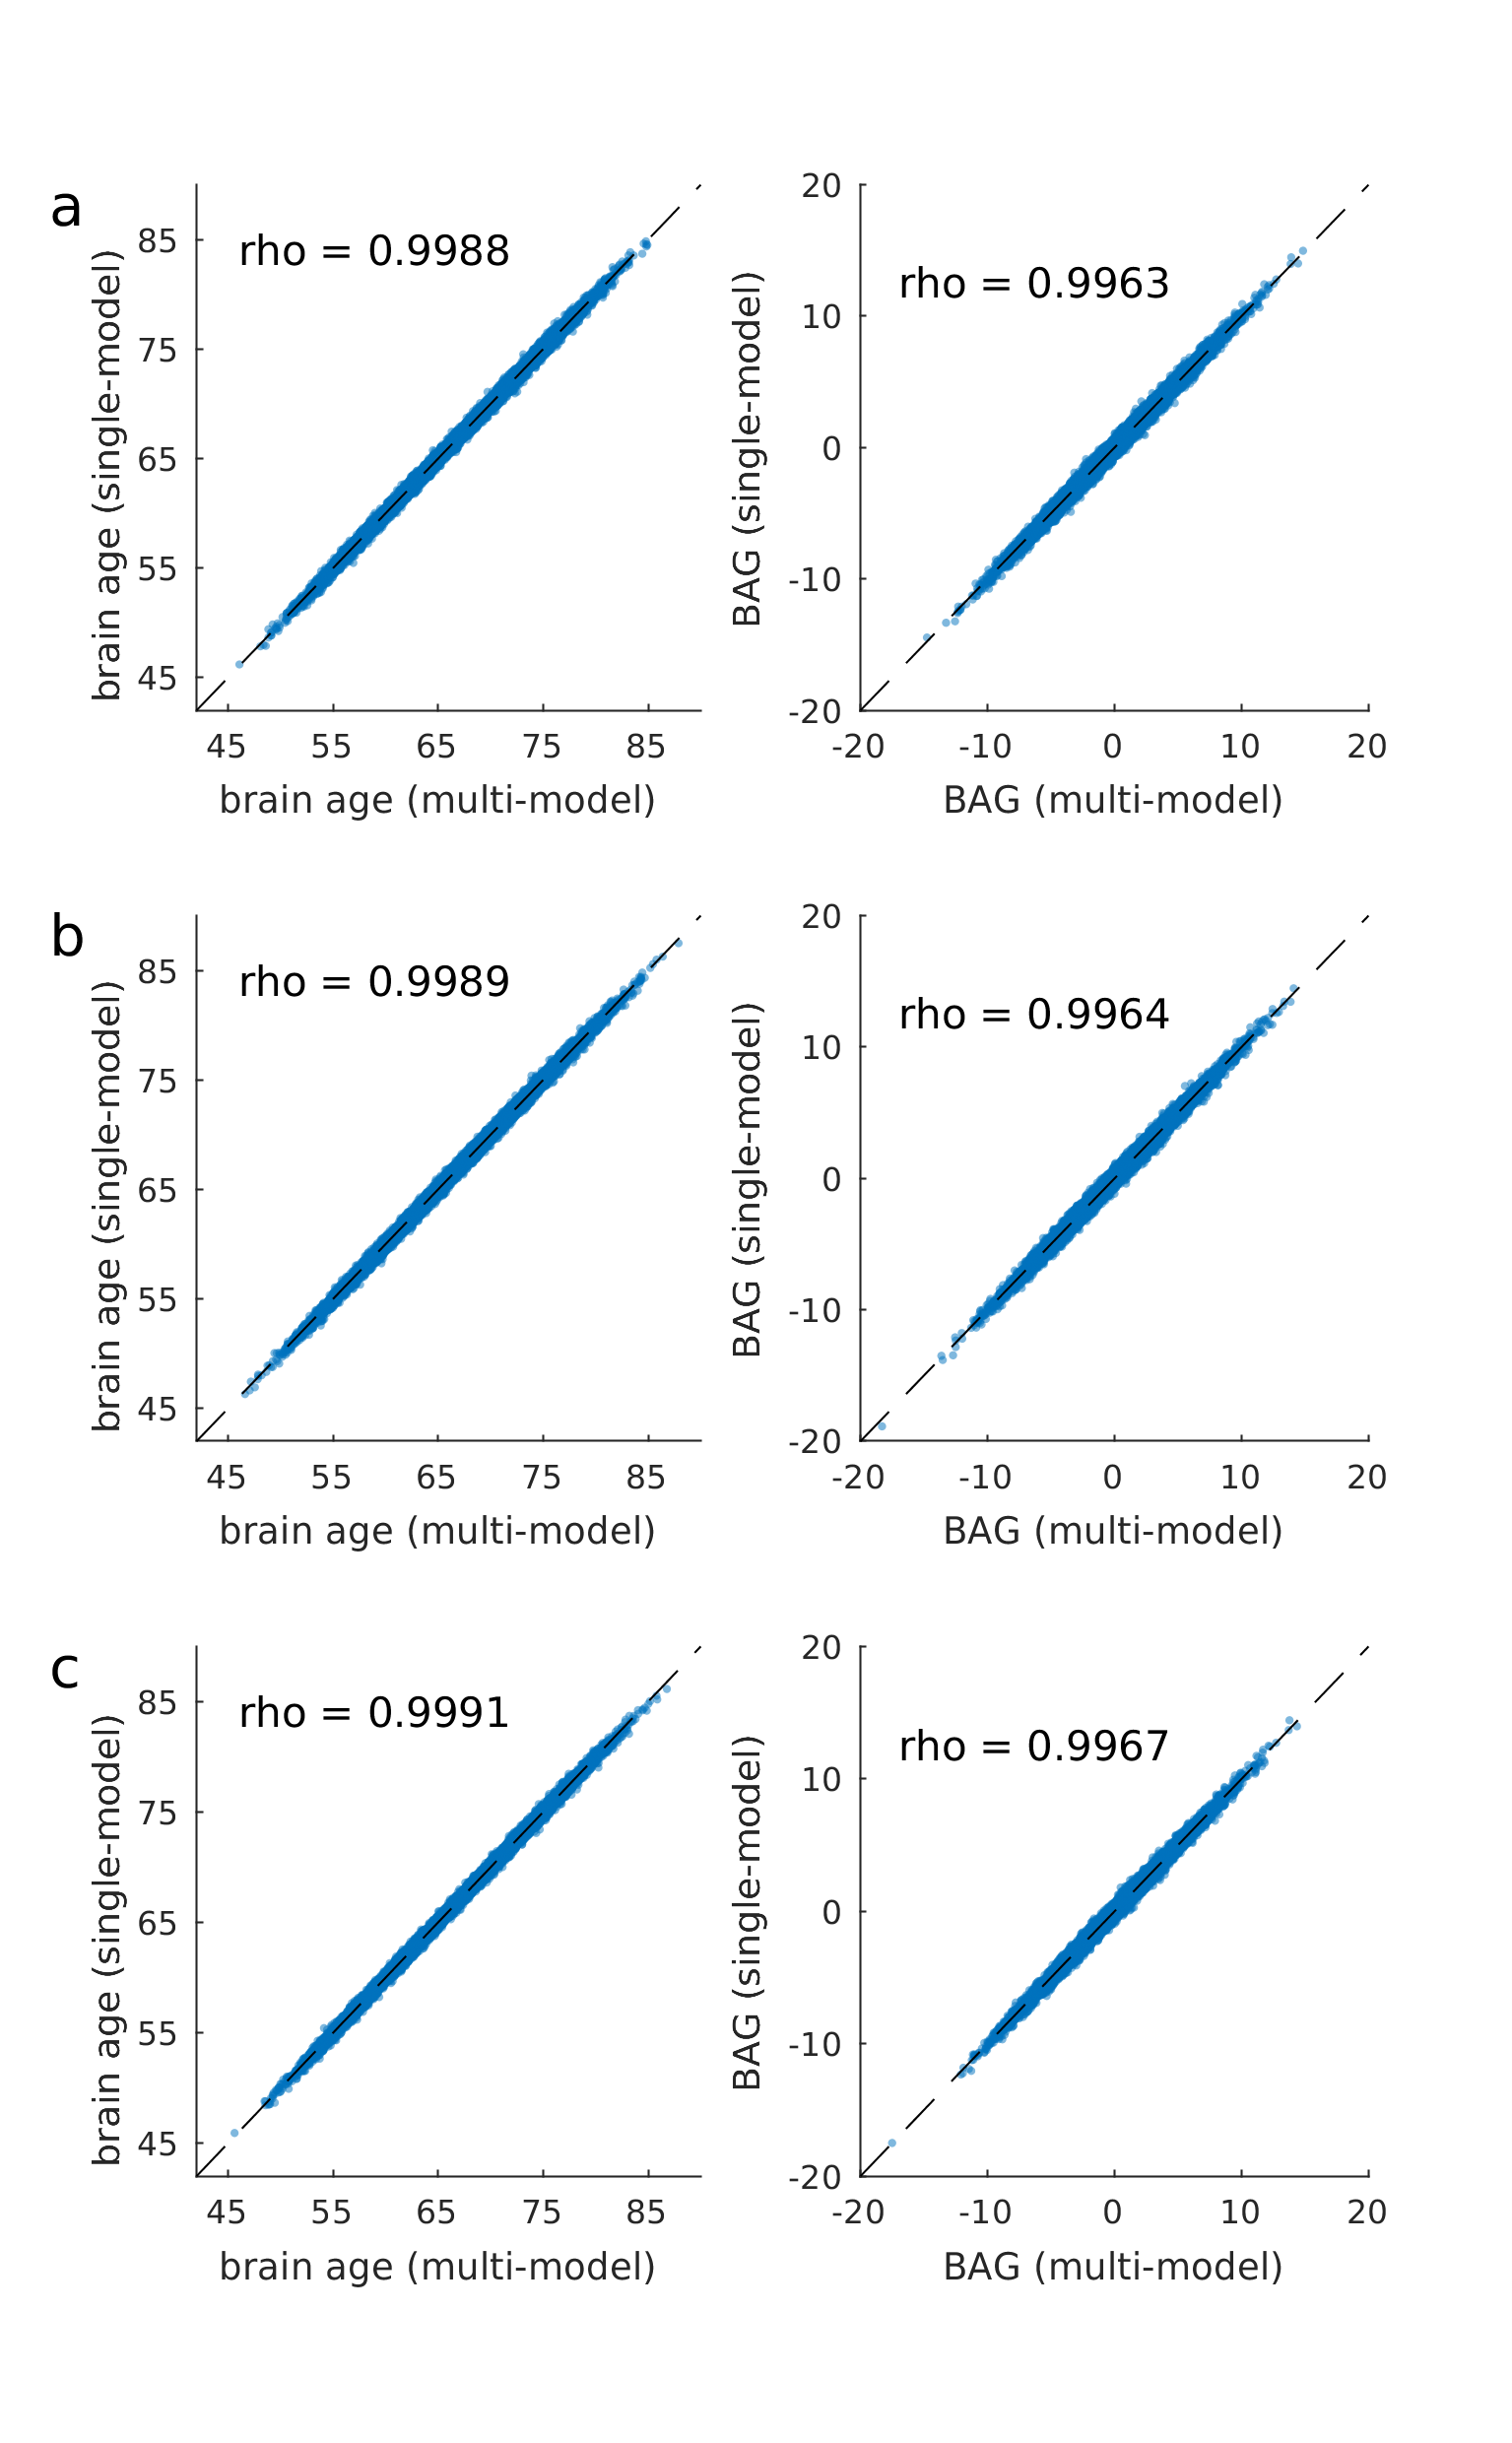 a
brain age (single-model)
85
75
65
55
45
rho = 0.9988
45 55 65 75 85
brain age (multi-model)
BAG (single-model)
20
10
0
-10
-20
rho = 0.9963
-20 -10 0 10 20
BAG (multi-model)
b
brain age (single-model)
85
75
65
55
45
rho = 0.9989
45 55 65 75 85
brain age (multi-model)
BAG (single-model)
20
10
0
-10
-20
rho = 0.9964
-20 -10 0 10 20
BAG (multi-model)
c
brain age (single-model)
85
75
65
55
45
rho = 0.9991
45 55 65 75 85
brain age (multi-model)
BAG (single-model)
20
10
0
-10
-20
rho = 0.9967
-20 -10 0 10 20
BAG (multi-model)